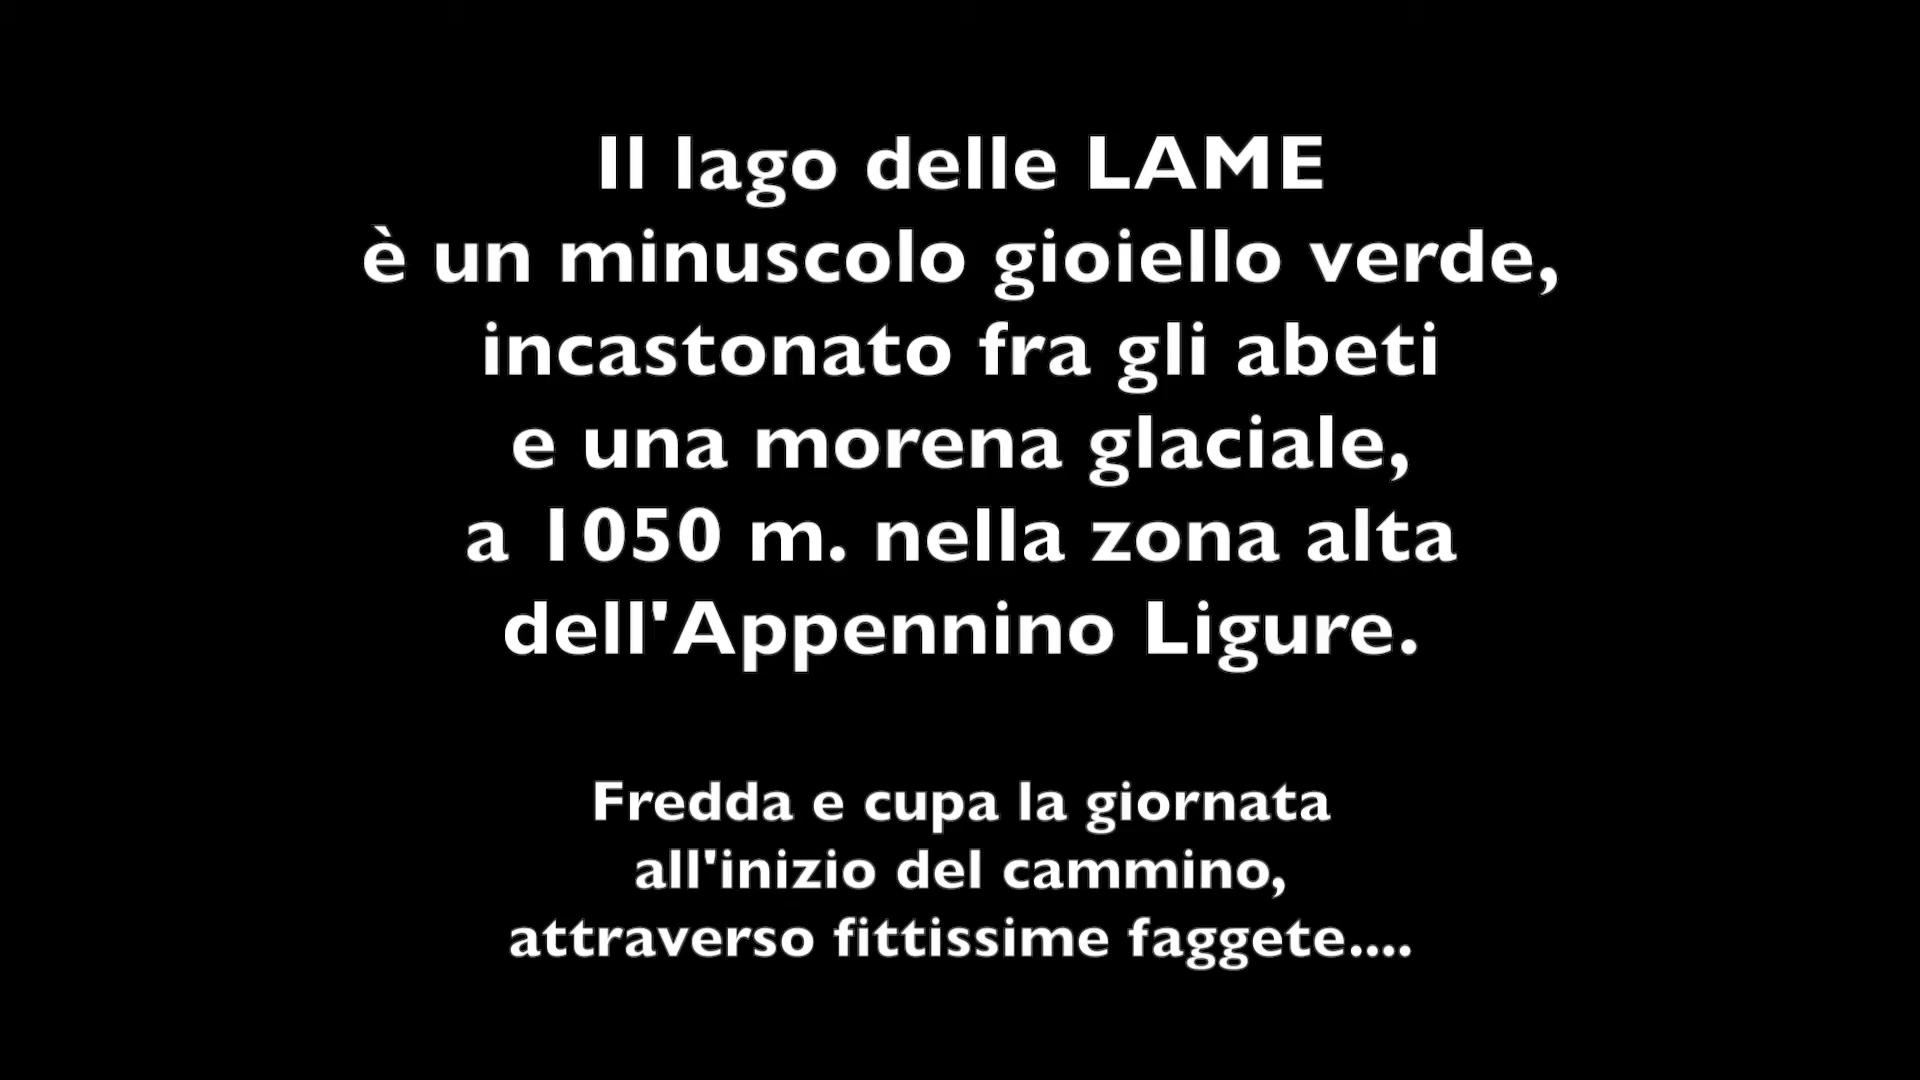 Il lago delle LAME
è un minuscolo gioiello verde,
incastonato fra gli abeti
e una morena glaciale,
a 1050 m. nella zona alta
dell'Appennino Ligure.
Fredda e cupa la giornata
all'inizio del cammino,
attraverso fittissime faggete....